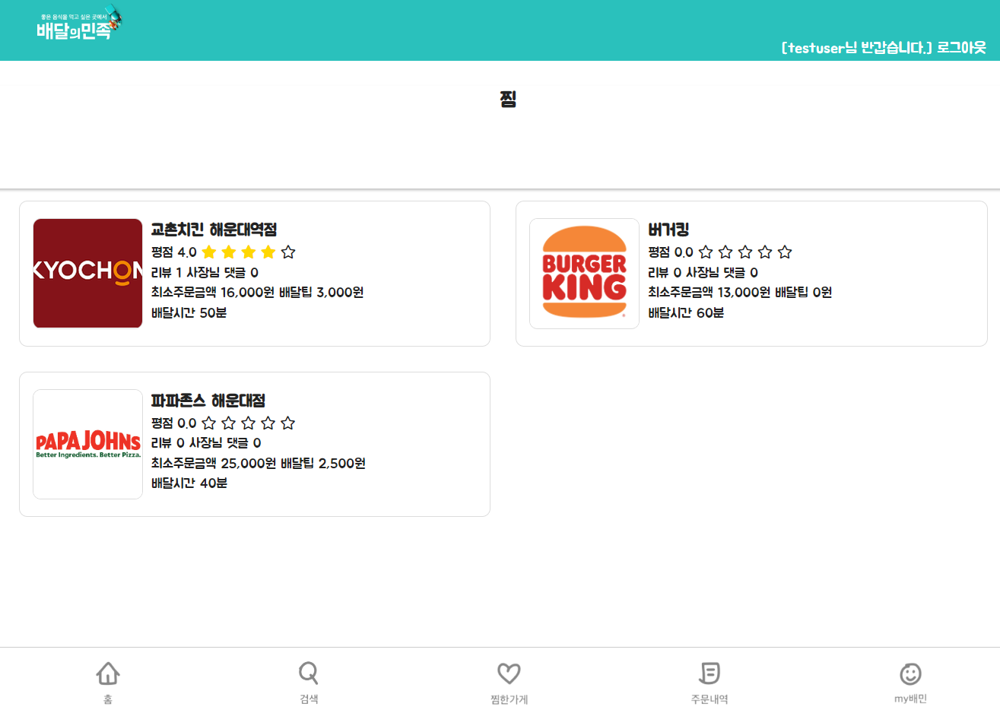 좋은 음식을 먹고 싶은 곳에서
배달의민족
[testuser님 반갑습니다.] 로그아웃
찜
KYOCHON
교촌치킨 해운대역점
평점 4.0
리뷰 1 사장님 댓글 0
최소주문금액 16,000원 배달팁 3,000원
배달시간 50분
BURGER
KING
버거킹
평점 0.0
리뷰 0 사장님 댓글 0
최소주문금액 13,000원 배달팁 0원
배달시간 60분
PAPA JOHNS
Better Ingredients. Better Pizza.
파파존스 해운대점
평점 0.0
리뷰 0 사장님 댓글 0
최소주문금액 25,000원 배달팁 2,500원
배달시간 40분
홈
검색
찜한가게
주문내역
my배민